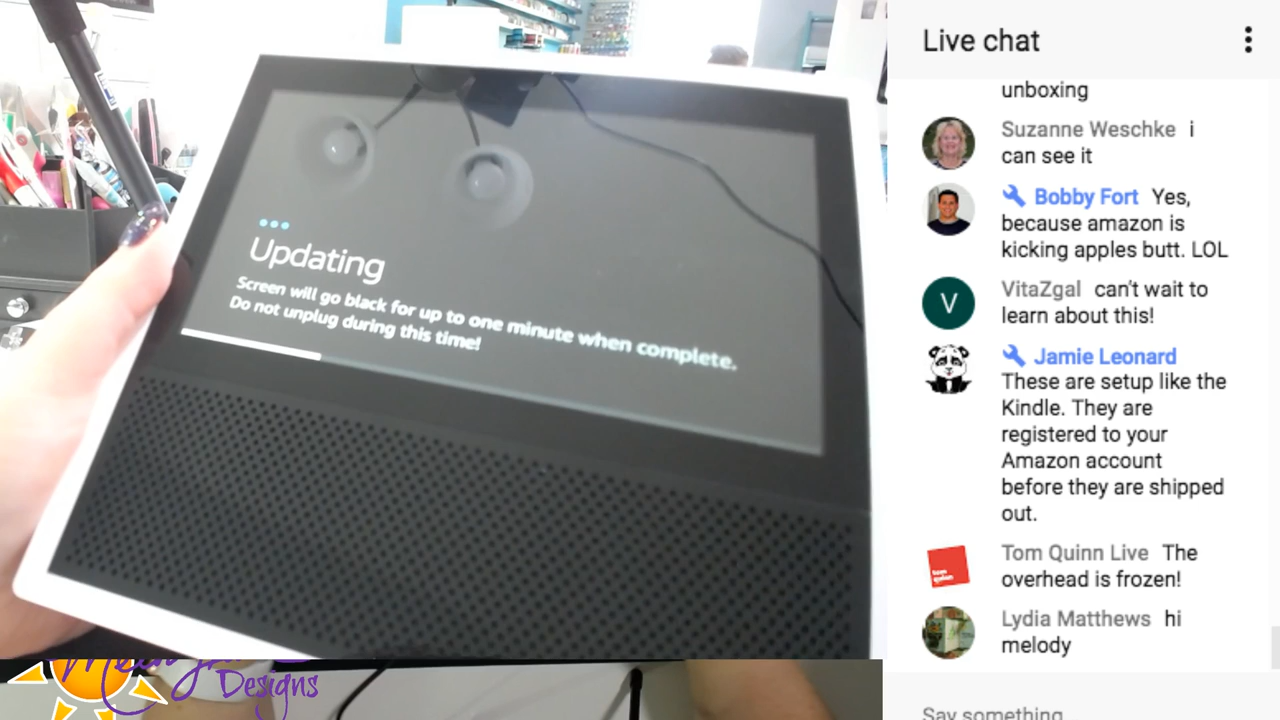 Updating
Screen will go black for up to one minute when complete.
Do not unplug during this time!
Designs
Live chat
unboxing
Suzanne Weschke i
can see it
Bobby Fort Yes,
because amazon is
kicking apples butt. LOL
V
VitaZgal can't wait to
learn about this!
Jamie Leonard
These are setup like the
Kindle. They are
registered to your
Amazon account
before they are shipped
out.
Tom Quinn Live The
overhead is frozen!
Lydia Matthews hi
melody
Say something